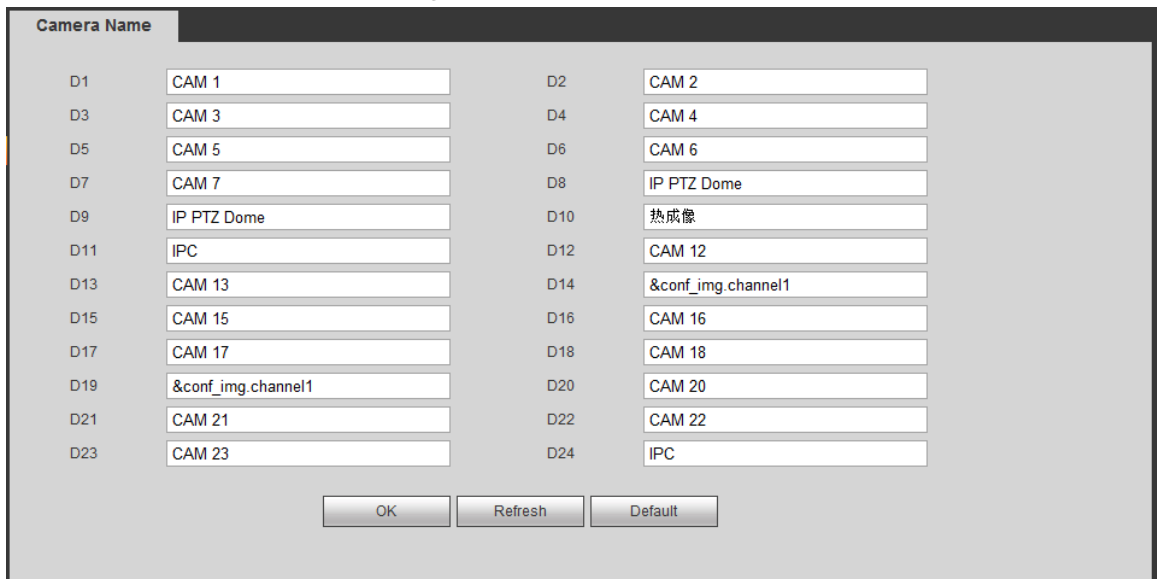 Camera Name
D1 CAM 1 D2 CAM 2
D3 CAM 3 D4 CAM 4
D5 CAM 5 D6 CAM 6
D7 CAM 7 D8 IP PTZ Dome
D9 IP PTZ Dome D10 热成像
D11 IPC D12 CAM 12
D13 CAM 13 D14 &conf_img.channel1
D15 CAM 15 D16 CAM 16
D17 CAM 17 D18 CAM 18
D19 &conf_img.channel1 D20 CAM 20
D21 CAM 21 D22 CAM 22
D23 CAM 23 D24 IPC
OK Refresh Default